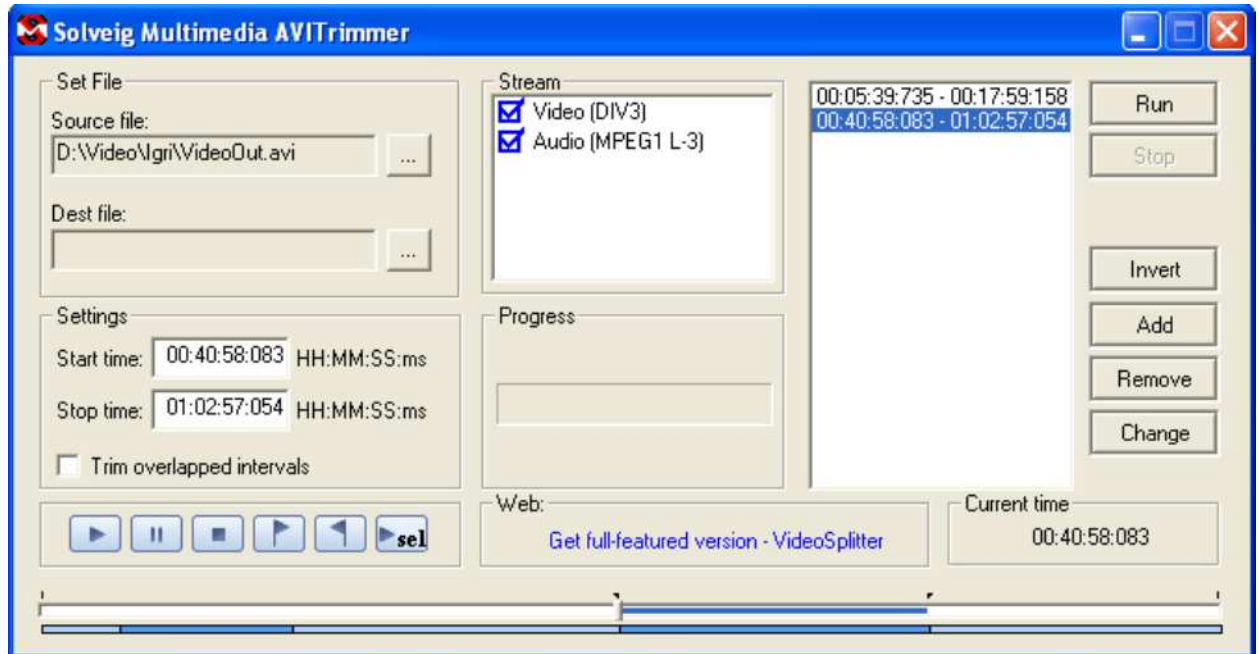 Solveig Multimedia AVITrimmer
Set File
Source file:
D:\Video\Igri\VideoOut.avi
...
Dest file:
...
Stream
Video (DIV3)
Audio (MPEG1 L-3)
00:05:39:735 - 00:17:59:158
00:40:58:083 - 01:02:57:054
Run
Stop
Invert
Add
Remove
Change
Settings
Start time: 00:40:58:083 HH:MM:SS:ms
Stop time: 01:02:57:054 HH:MM:SS:ms
Trim overlapped intervals
Progress
sel
Web:
Get full-featured version - VideoSplitter
Current time
00:40:58:083